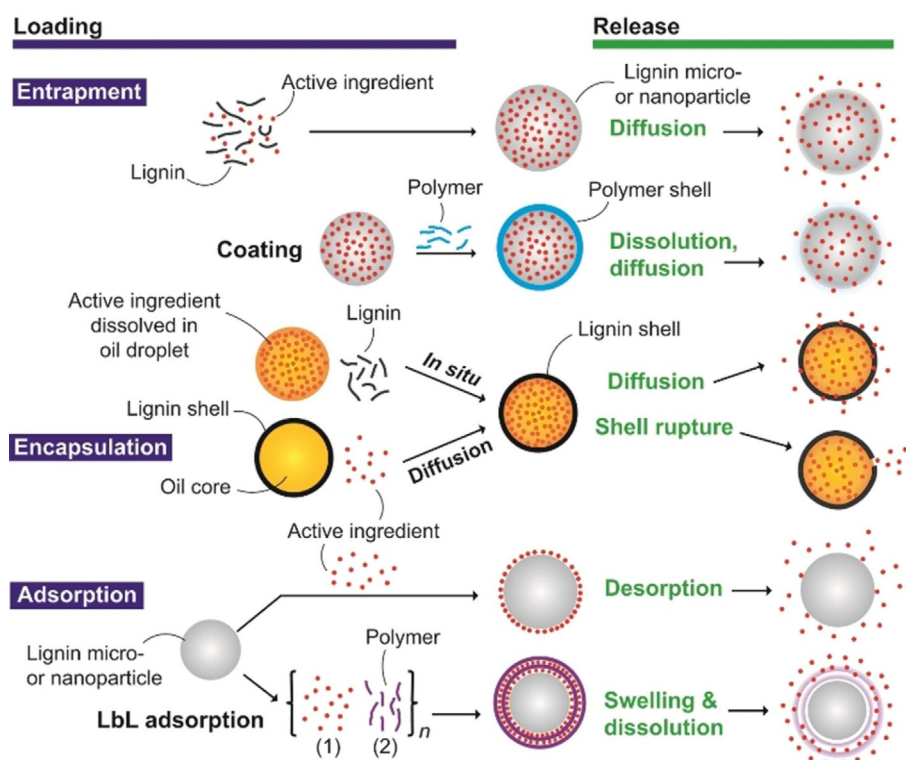 Loading
Release
Entrapment
Active ingredient
Lignin
Lignin micro-
or nanoparticle
Diffusion
Coating
Polymer
Polymer shell
Dissolution,
diffusion
Active ingredient
dissolved in
oil droplet
Lignin
In situ
Lignin shell
Diffusion
Lignin shell
Encapsulation
Oil core
Diffusion
Shell rupture
Active ingredient
Adsorption
Desorption
Lignin micro-
or nanoparticle
Polymer
LbL adsorption
(1)
(2)
n
Swelling &
dissolution